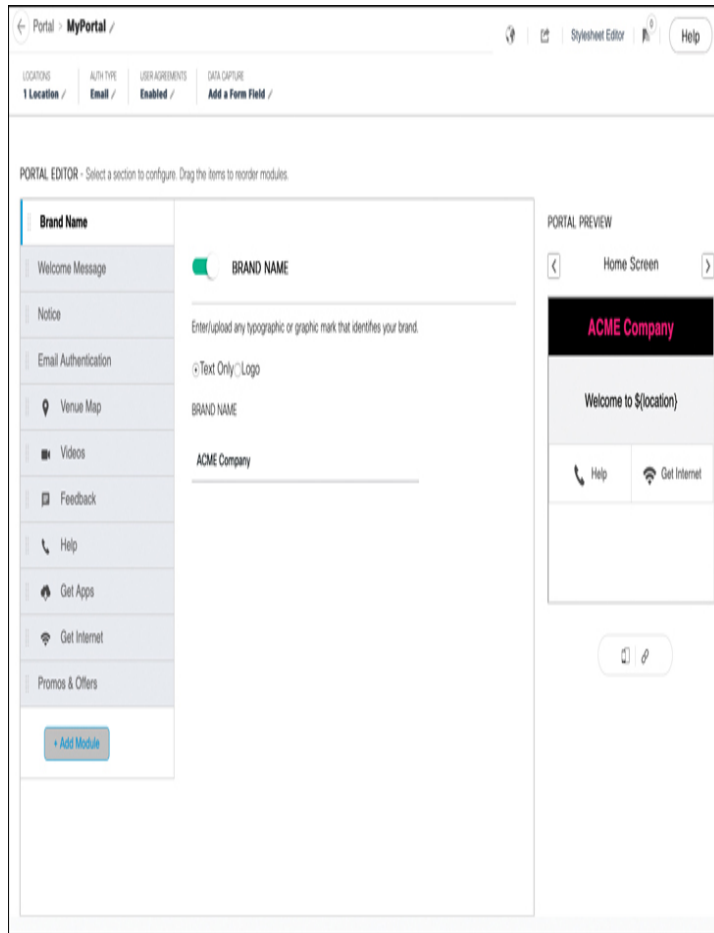 Portal > MyPortal /
0
Stylesheet Editor
Help
LOCATIONS AUTH TYPE USER AGREEMENTS DATA CAPTURE
1 Location / Email / Enabled / Add a Form Field /
PORTAL EDITOR - Select a section to configure. Drag the items to reorder modules.
Brand Name
Welcome Message
Notice
Email Authentication
Venue Map
Videos
Feedback
Help
Get Apps
Get Internet
Promos & Offers
+ Add Module
BRAND NAME
Enter/upload any typographic or graphic mark that identifies your brand.
Text Only Logo
BRAND NAME
ACME Company
PORTAL PREVIEW
< Home Screen >
ACME Company
Welcome to ${location}
Help Get Internet